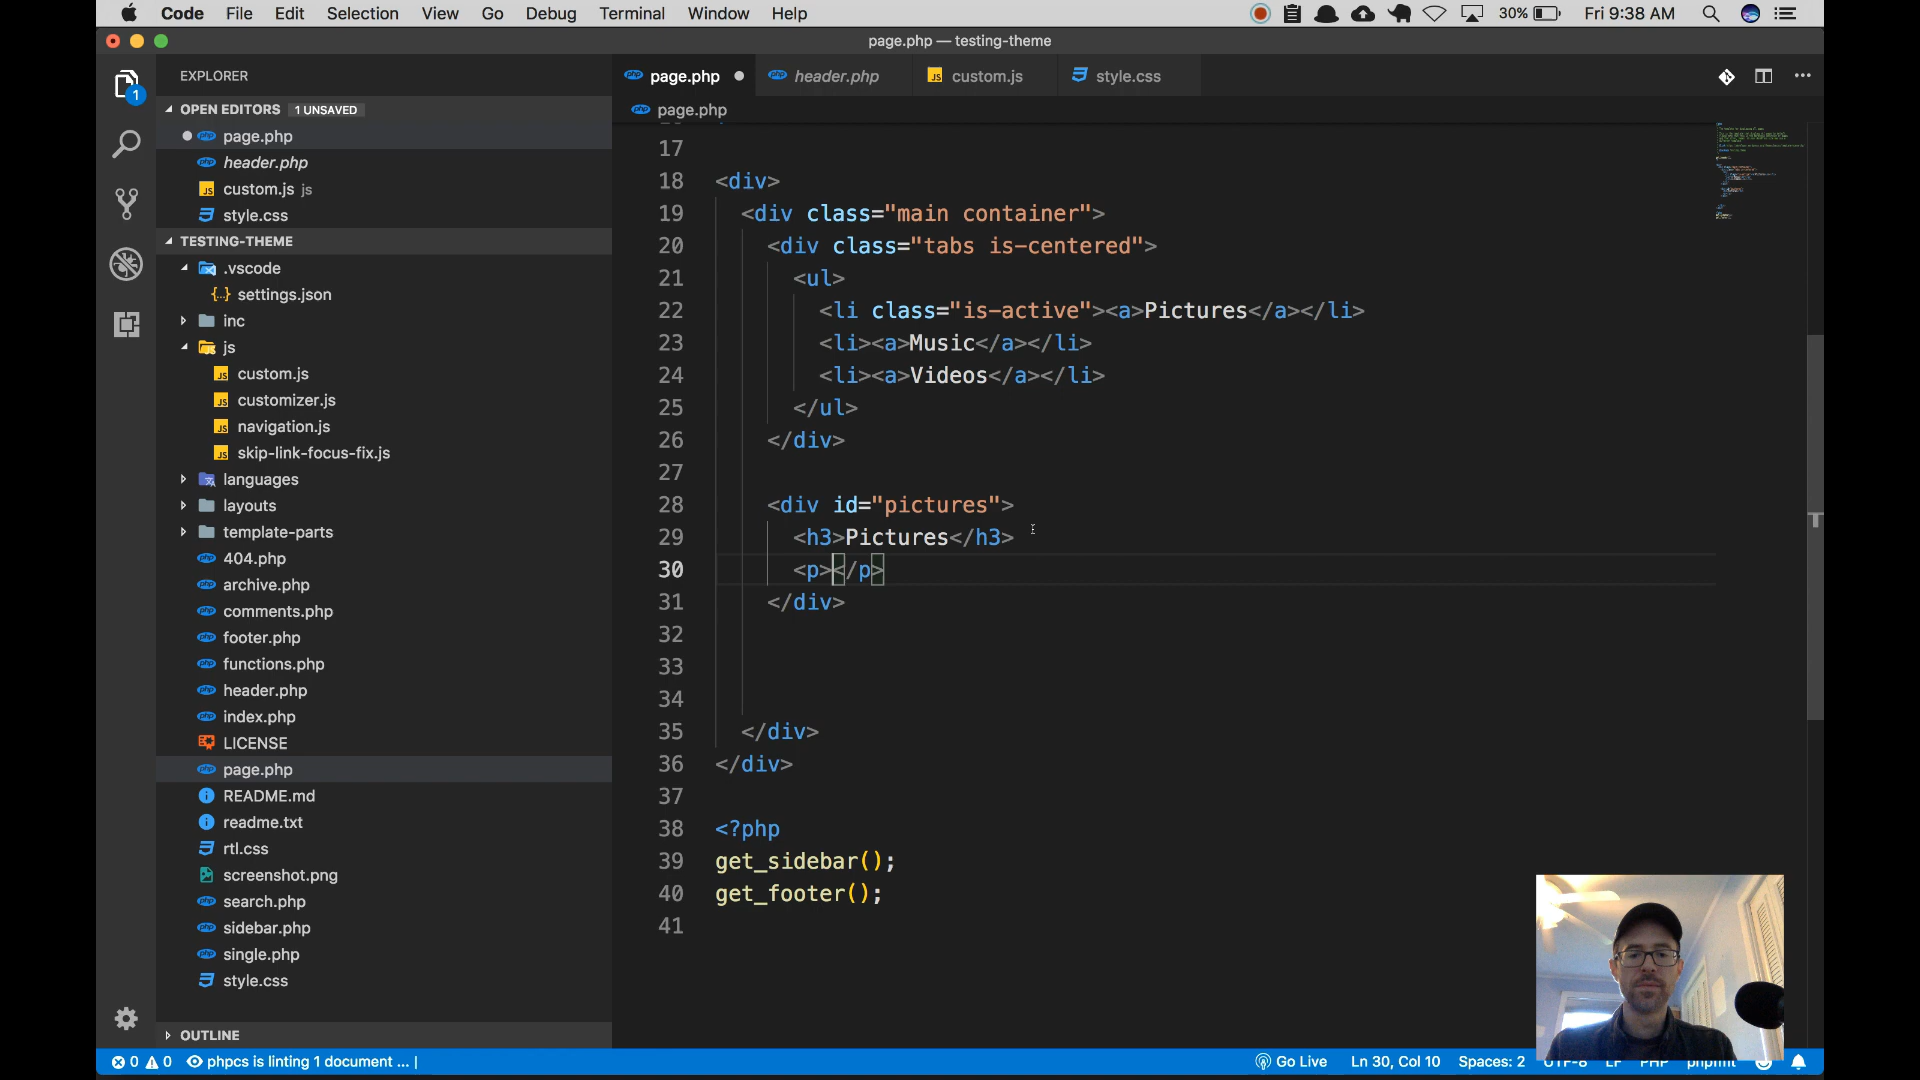 Code File Edit Selection View Go Debug Terminal Window Help 30% Fri 9:38 AM
page.php — testing-theme
EXPLORER
OPEN EDITORS 1 UNSAVED
page.php
header.php
custom.js js
style.css
TESTING-THEME
.vscode
settings.json
inc
js
custom.js
customizer.js
navigation.js
skip-link-focus-fix.js
languages
layouts
template-parts
404.php
archive.php
comments.php
footer.php
functions.php
header.php
index.php
LICENSE
page.php
README.md
readme.txt
rtl.css
screenshot.png
search.php
sidebar.php
single.php
style.css
OUTLINE
page.php header.php custom.js style.css
page.php
17
18 <div>
19 <div class="main container">
20 <div class="tabs is-centered">
21 <ul>
22 <li class="is-active"><a>Pictures</a></li>
23 <li><a>Music</a></li>
24 <li><a>Videos</a></li>
25 </ul>
26 </div>
27
28 <div id="pictures">
29 <h3>Pictures</h3>
30 <p></p>
31 </div>
32
33
34
35 </div>
36 </div>
37
38 <?php
39 get_sidebar();
40 get_footer();
41
0 0 phpcs is linting 1 document ... | Go Live Ln 30, Col 10 Spaces: 2 UTF-8 LF PHP phpfmt